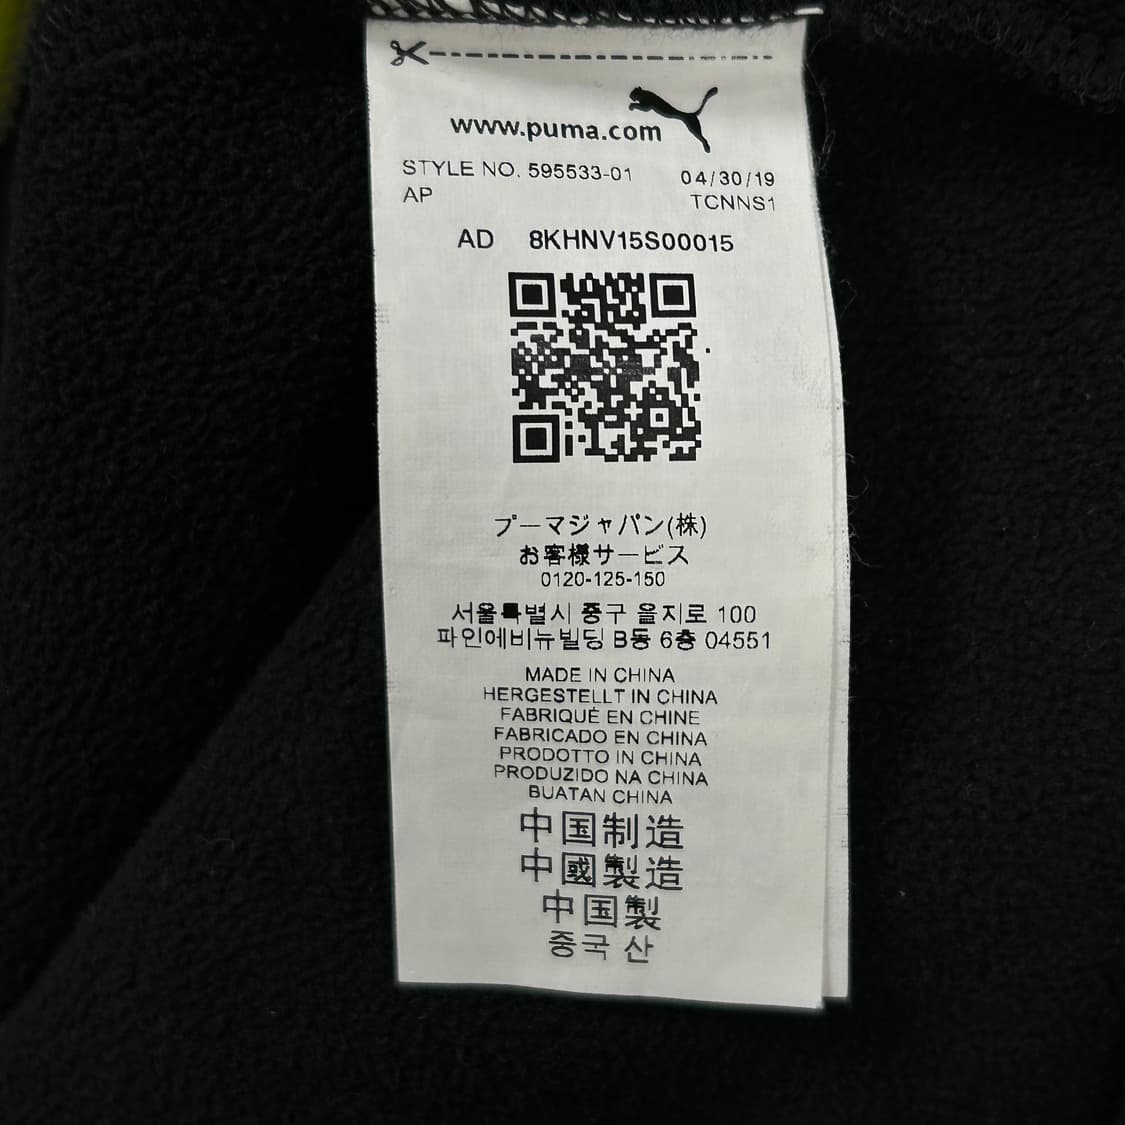 www.puma.com
STYLE NO. 595533-01 04/30/19
AP TCNNS1
AD 8KHNV15S00015
プーマジャパン(株)
お客様サービス
0120-125-150
서울특별시 중구 을지로 100
파인에비뉴빌딩 B동 6층 04551
MADE IN CHINA
HERGESTELLT IN CHINA
FABRIQUÉ EN CHINE
FABRICADO EN CHINA
PRODOTTO IN CHINA
PRODUZIDO NA CHINA
BUATAN CHINA
中国制造
中國製造
中国製
중국 산